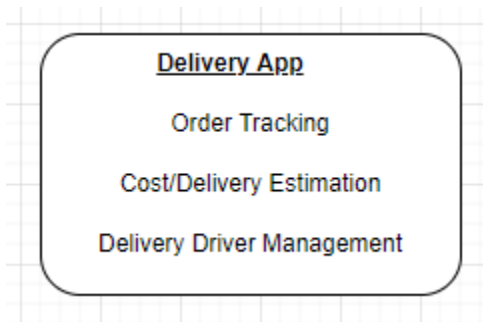 Delivery App
Order Tracking
Cost/Delivery Estimation
Delivery Driver Management